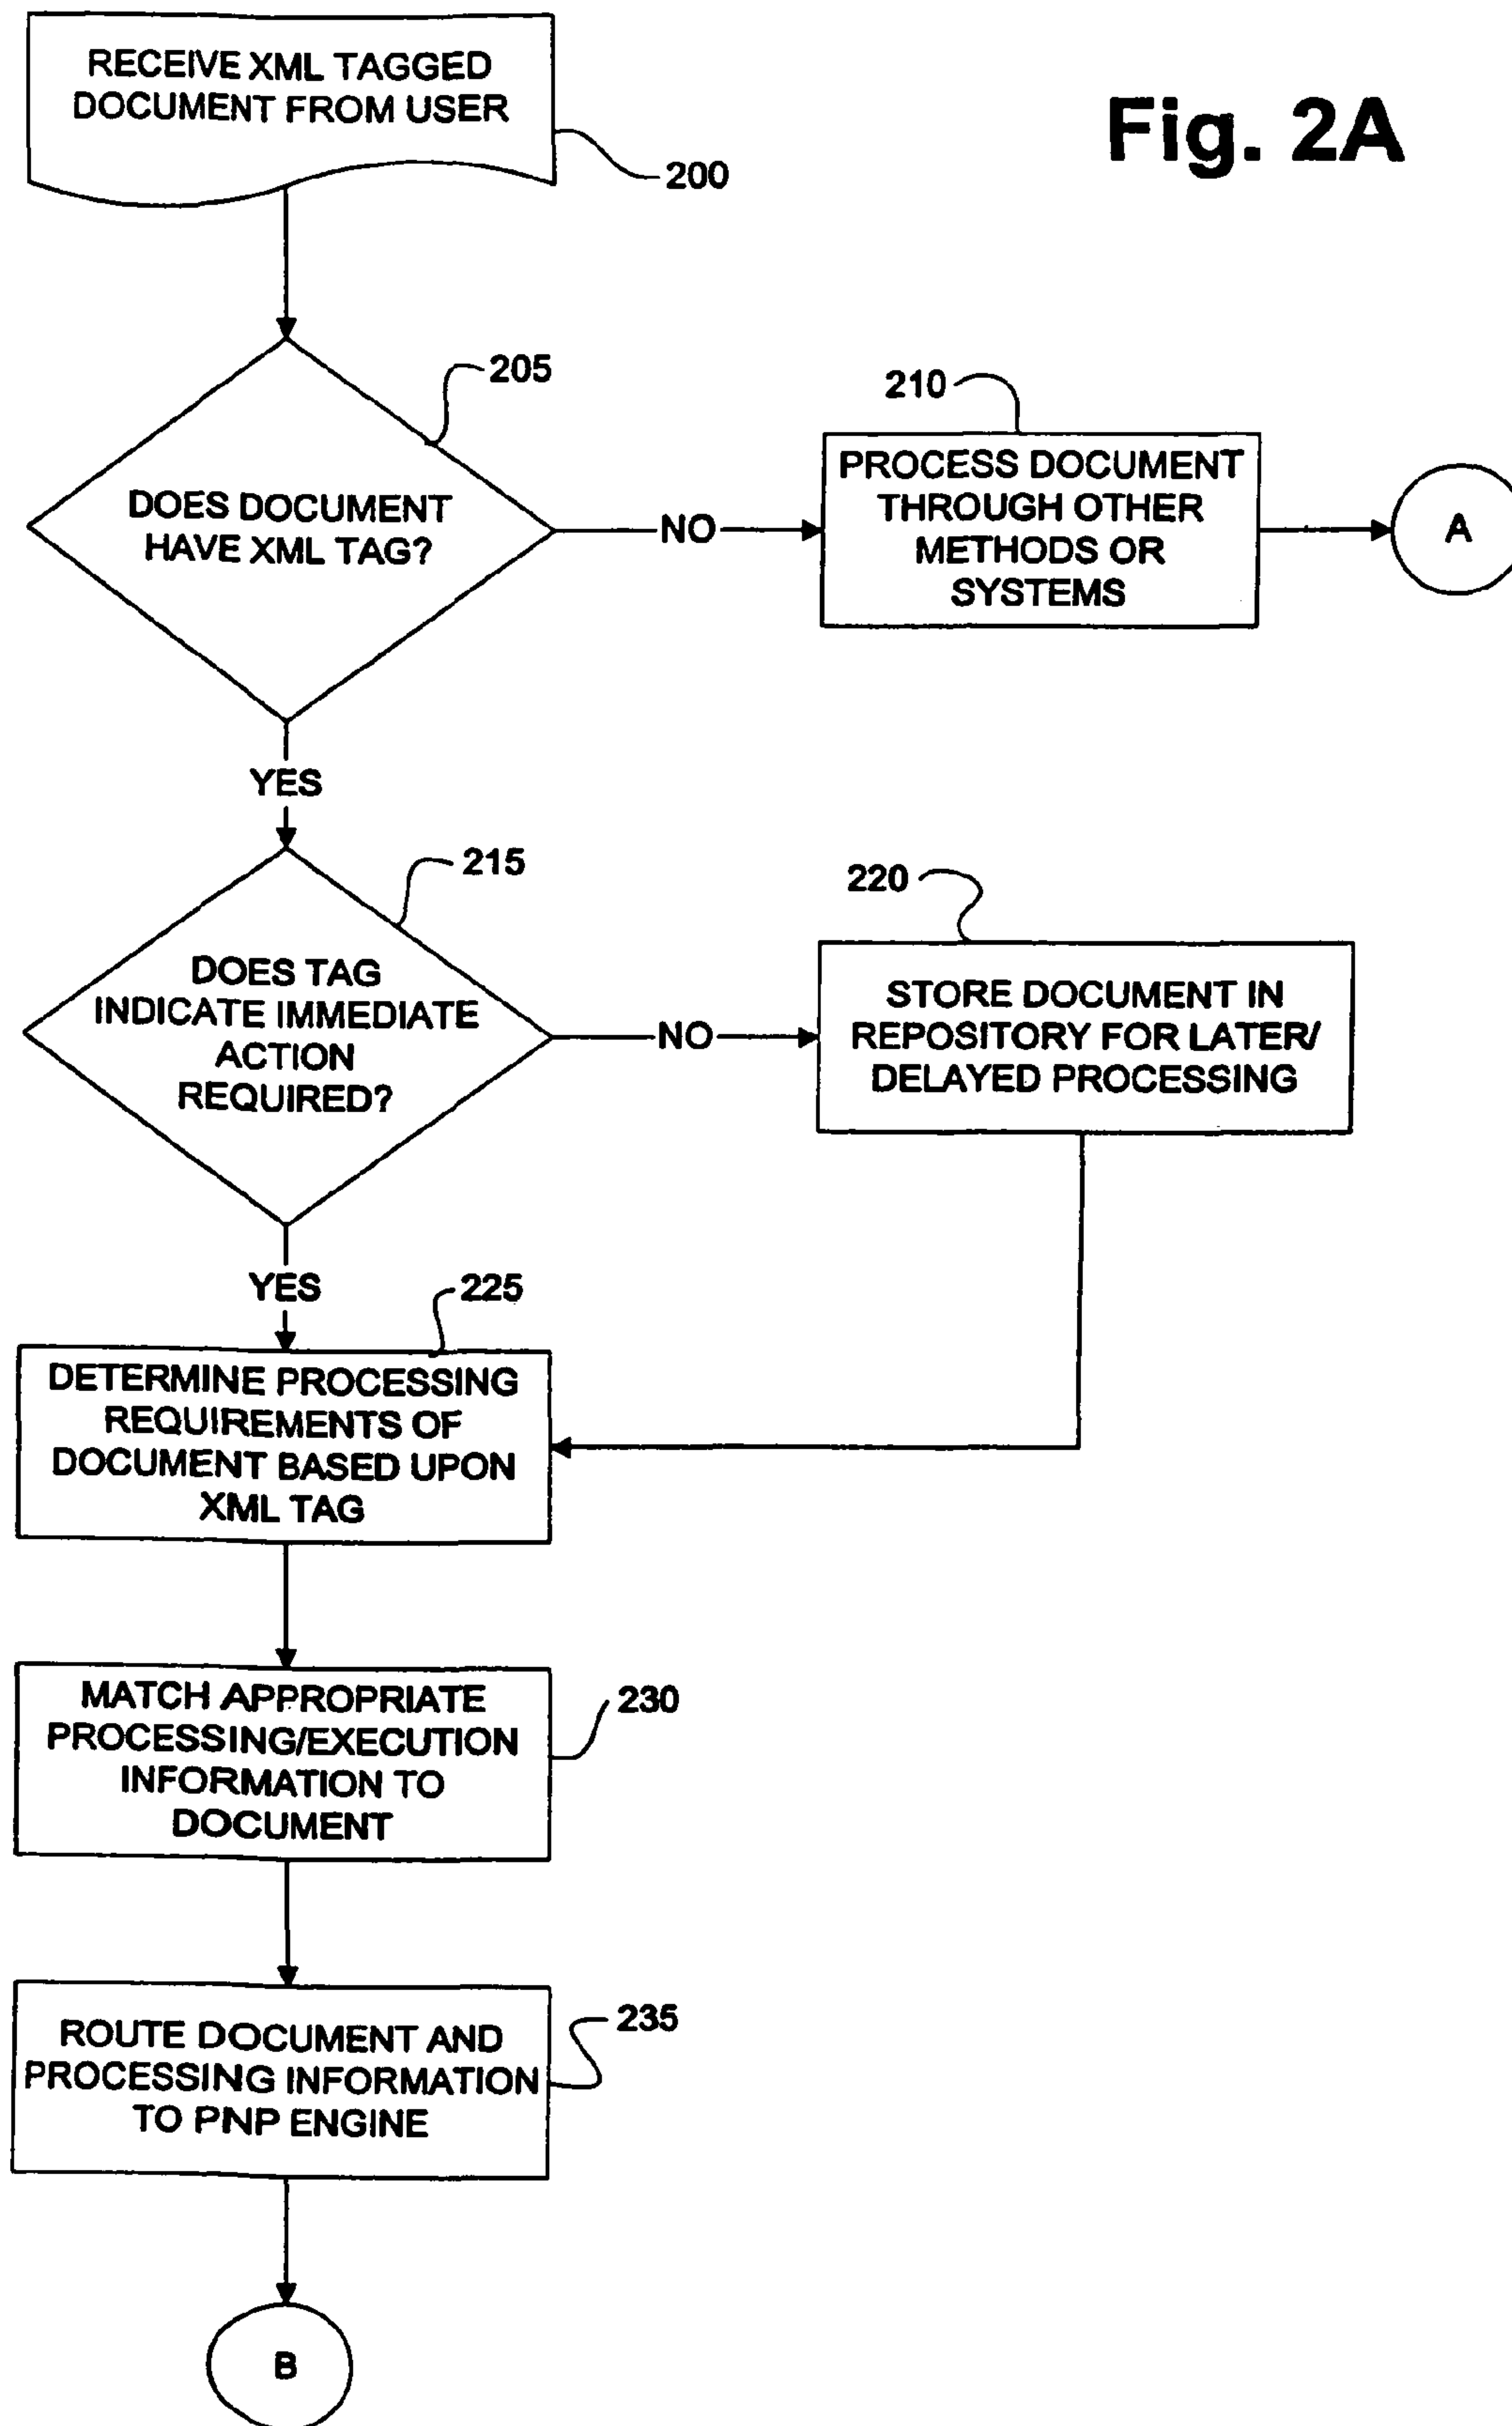 RECEIVE XML TAGGED
DOCUMENT FROM USER
Fig. 2A
200
205
DOES DOCUMENT
HAVE XML TAG?
NO
210
PROCESS DOCUMENT
THROUGH OTHER
METHODS OR
SYSTEMS
A
YES
215
DOES TAG
INDICATE IMMEDIATE
ACTION
REQUIRED?
NO
220
STORE DOCUMENT IN
REPOSITORY FOR LATER/
DELAYED PROCESSING
YES
225
DETERMINE PROCESSING
REQUIREMENTS OF
DOCUMENT BASED UPON
XML TAG
MATCH APPROPRIATE
PROCESSING/EXECUTION
INFORMATION TO
DOCUMENT
230
ROUTE DOCUMENT AND
PROCESSING INFORMATION
TO PNP ENGINE
235
B